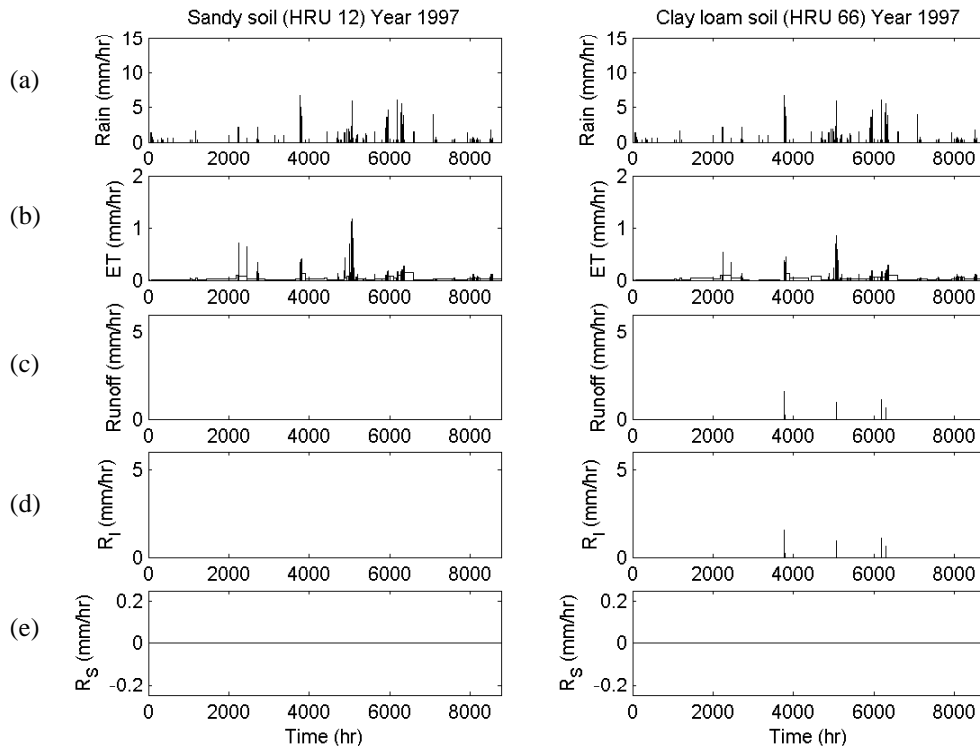 Sandy soil (HRU 12) Year 1997
Clay loam soil (HRU 66) Year 1997
(a)
Rain (mm/hr)
15
10
5
0
0 2000 4000 6000 8000
Rain (mm/hr)
15
10
5
0
0 2000 4000 6000 8000
(b)
ET (mm/hr)
2
1
0
0 2000 4000 6000 8000
ET (mm/hr)
2
1
0
0 2000 4000 6000 8000
(c)
Runoff (mm/hr)
5
0
0 2000 4000 6000 8000
Runoff (mm/hr)
5
0
0 2000 4000 6000 8000
(d)
R_I (mm/hr)
5
0
0 2000 4000 6000 8000
R_I (mm/hr)
5
0
0 2000 4000 6000 8000
(e)
R_S (mm/hr)
0.2
0
-0.2
0 2000 4000 6000 8000
Time (hr)
R_S (mm/hr)
0.2
0
-0.2
0 2000 4000 6000 8000
Time (hr)